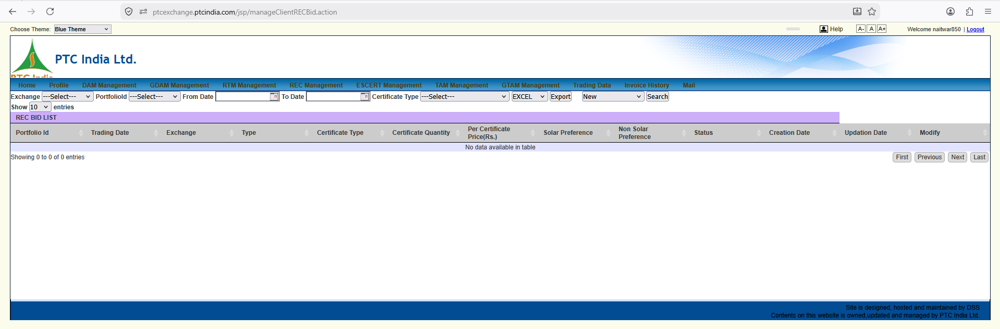 ptcexchange.ptcindia.com/jsp/manageClientRECBid.action
Choose Theme: Blue Theme Help A- A A+ Welcome naitwar850 | Logout
PTC India Ltd.
PTC India
Home Profile DAM Management GDAM Management RTM Management REC Management ESCERT Management TAM Management GTAM Management Trading Data Invoice History Mail
Exchange ---Select--- PortfolioId ---Select--- From Date To Date Certificate Type ---Select--- EXCEL Export New Search
Show 10 entries
REC BID LIST
Portfolio Id Trading Date Exchange Type Certificate Type Certificate Quantity Per Certificate Price(Rs.) Solar Preference Non Solar Preference Status Creation Date Updation Date Modify
No data available in table
Showing 0 to 0 of 0 entries First Previous Next Last
Site is designed, hosted and maintained by DSS
Contents on this website is owned,updated and managed by PTC India Ltd.